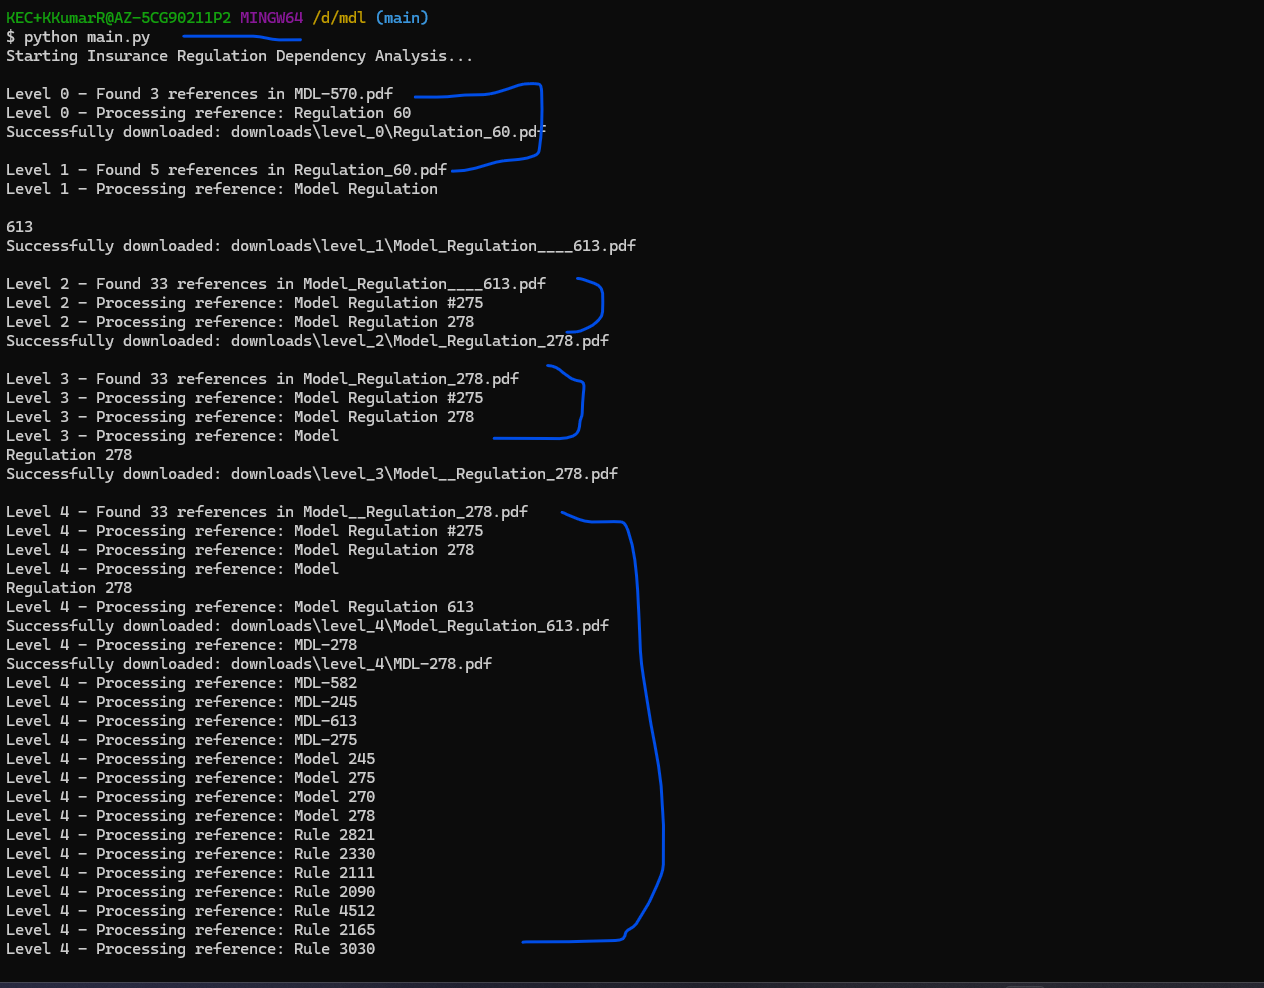 KEC+KKumarR@AZ-5CG90211P2 MINGW64 /d/mdl (main)
$ python main.py
Starting Insurance Regulation Dependency Analysis...
Level 0 - Found 3 references in MDL-570.pdf
Level 0 - Processing reference: Regulation 60
Successfully downloaded: downloads\level_0\Regulation_60.pdf
Level 1 - Found 5 references in Regulation_60.pdf
Level 1 - Processing reference: Model Regulation
613
Successfully downloaded: downloads\level_1\Model_Regulation____613.pdf
Level 2 - Found 33 references in Model_Regulation____613.pdf
Level 2 - Processing reference: Model Regulation #275
Level 2 - Processing reference: Model Regulation 278
Successfully downloaded: downloads\level_2\Model_Regulation_278.pdf
Level 3 - Found 33 references in Model_Regulation_278.pdf
Level 3 - Processing reference: Model Regulation #275
Level 3 - Processing reference: Model Regulation 278
Level 3 - Processing reference: Model
Regulation 278
Successfully downloaded: downloads\level_3\Model__Regulation_278.pdf
Level 4 - Found 33 references in Model__Regulation_278.pdf
Level 4 - Processing reference: Model Regulation #275
Level 4 - Processing reference: Model Regulation 278
Level 4 - Processing reference: Model
Regulation 278
Level 4 - Processing reference: Model Regulation 613
Successfully downloaded: downloads\level_4\Model_Regulation_613.pdf
Level 4 - Processing reference: MDL-278
Successfully downloaded: downloads\level_4\MDL-278.pdf
Level 4 - Processing reference: MDL-582
Level 4 - Processing reference: MDL-245
Level 4 - Processing reference: MDL-613
Level 4 - Processing reference: MDL-275
Level 4 - Processing reference: Model 245
Level 4 - Processing reference: Model 275
Level 4 - Processing reference: Model 270
Level 4 - Processing reference: Model 278
Level 4 - Processing reference: Rule 2821
Level 4 - Processing reference: Rule 2330
Level 4 - Processing reference: Rule 2111
Level 4 - Processing reference: Rule 2090
Level 4 - Processing reference: Rule 4512
Level 4 - Processing reference: Rule 2165
Level 4 - Processing reference: Rule 3030